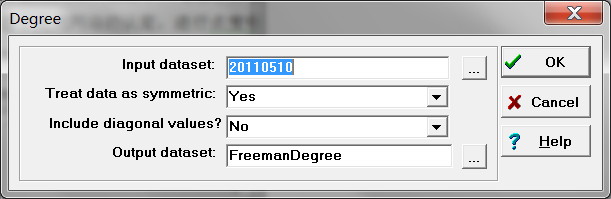 Degree
Input dataset: 20110510 ... OK
Treat data as symmetric: Yes Cancel
Include diagonal values? No Help
Output dataset: FreemanDegree ...